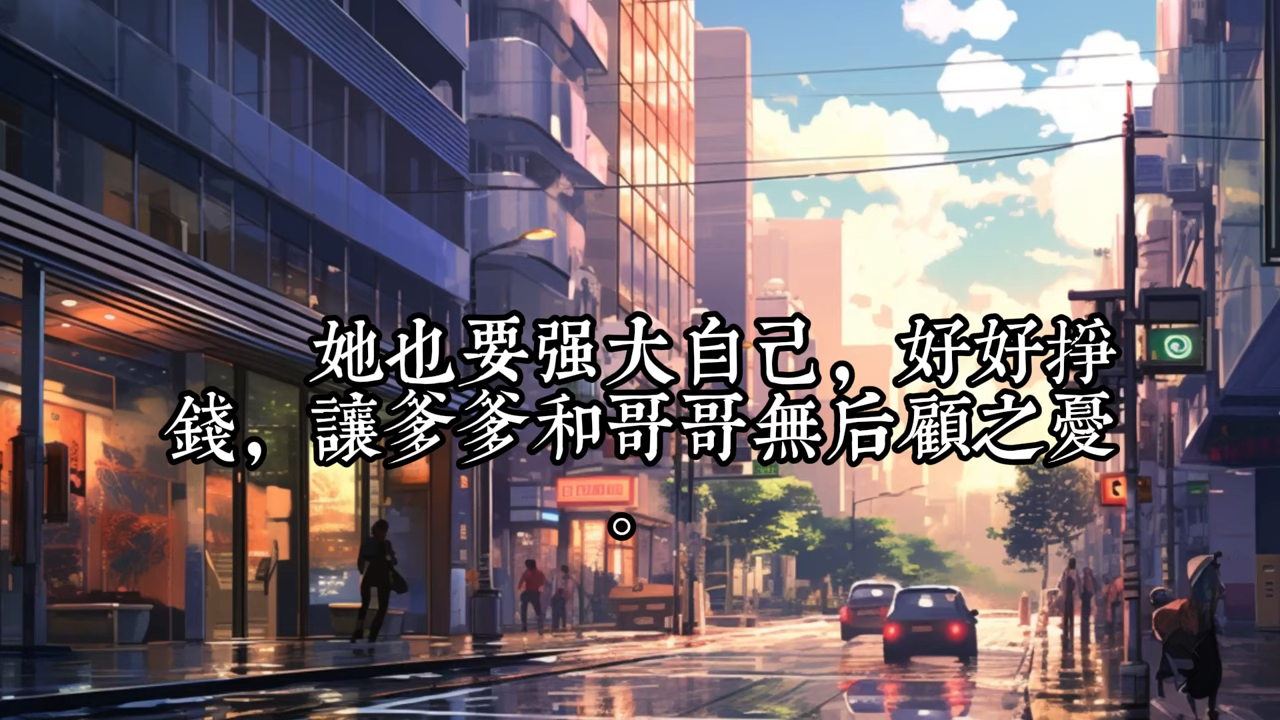 她也要强大自己，好好掙
錢，讓爹爹和哥哥無后顧之憂
。